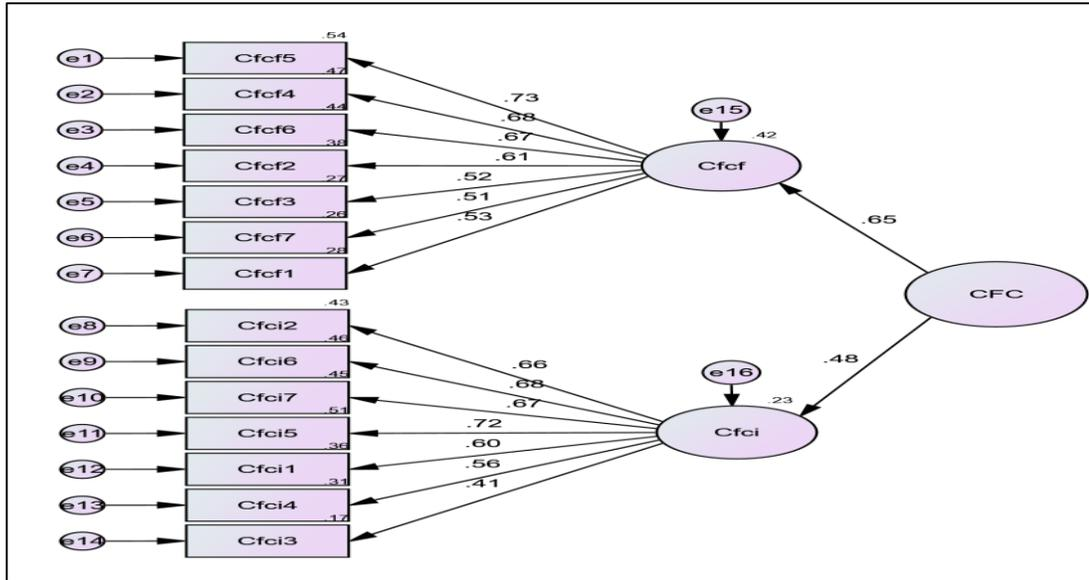 .54
e1 Cfcf5
.47
e2 Cfcf4 .73
.44
e3 Cfcf6 .68 e15
.38 .67 .42
e4 Cfcf2 .61 Cfcf
.27
e5 Cfcf3 .52
.26 .51
e6 Cfcf7 .53 .65
.28
e7 Cfcf1
CFC
.43
e8 Cfci2
.46
e9 Cfci6 .66 .48
.45 e16
e10 Cfci7 .68
.51 .67 .23
e11 Cfci5 .72 Cfci
.36 .60
e12 Cfci1
.31 .56
e13 Cfci4 .41
.17
e14 Cfci3